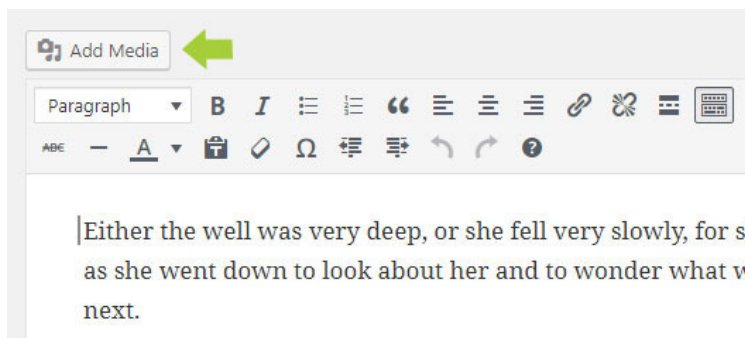 Add Media
Paragraph B I
ABE A Ω
Either the well was very deep, or she fell very slowly, for s
as she went down to look about her and to wonder what w
next.